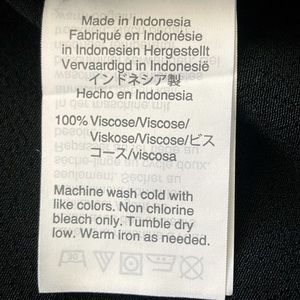 Made in Indonesia
Fabriqué en Indonésie
in Indonesien Hergestellt
Vervaardigd in Indonesië
インドネシア製
Hecho en Indonesia
100% Viscose/Viscose/
Viskose/Viscose/ビス
コース/viscosa
Machine wash cold with
like colors. Non chlorine
bleach only. Tumble dry
low. Warm iron as needed.